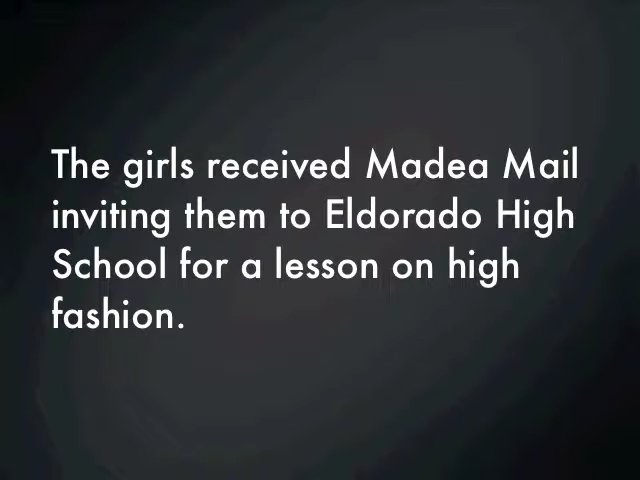 The girls received Madea Mail
inviting them to Eldorado High
School for a lesson on high
fashion.